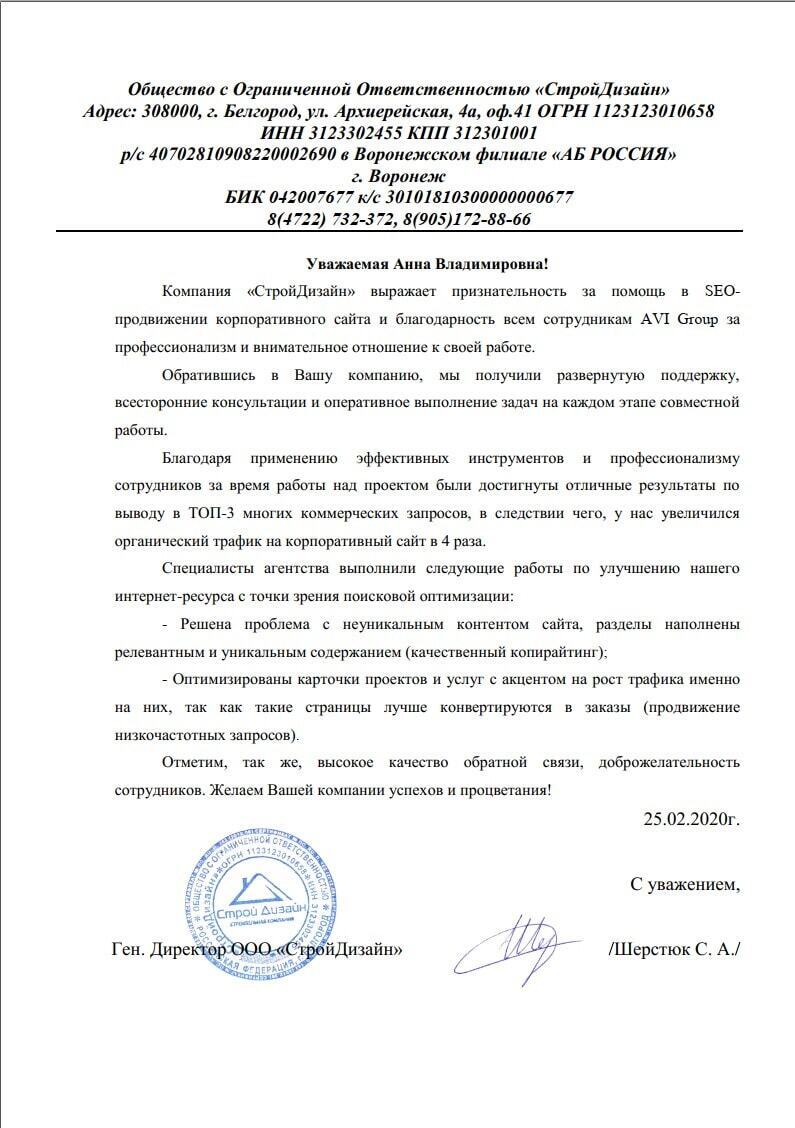 Общество с Ограниченной Ответственностью «СтройДизайн»
Адрес: 308000, г. Белгород, ул. Архиерейская, 4а, оф.41 ОГРН 1123123010658
ИНН 3123302455 КПП 312301001
р/с 40702810908220002690 в Воронежском филиале «АБ РОССИЯ»
г. Воронеж
БИК 042007677 к/с 30101810300000000677
8(4722) 732-372, 8(905)172-88-66
Уважаемая Анна Владимировна!
Компания «СтройДизайн» выражает признательность за помощь в SEO-
продвижении корпоративного сайта и благодарность всем сотрудникам AVI Group за
профессионализм и внимательное отношение к своей работе.
Обратившись в Вашу компанию, мы получили развернутую поддержку,
всесторонние консультации и оперативное выполнение задач на каждом этапе совместной
работы.
Благодаря применению эффективных инструментов и профессионализму
сотрудников за время работы над проектом были достигнуты отличные результаты по
выводу в ТОП-3 многих коммерческих запросов, в следствии чего, у нас увеличился
органический трафик на корпоративный сайт в 4 раза.
Специалисты агентства выполнили следующие работы по улучшению нашего
интернет-ресурса с точки зрения поисковой оптимизации:
- Решена проблема с неуникальным контентом сайта, разделы наполнены
релевантным и уникальным содержанием (качественный копирайтинг);
- Оптимизированы карточки проектов и услуг с акцентом на рост трафика именно
на них, так как такие страницы лучше конвертируются в заказы (продвижение
низкочастотных запросов).
Отметим, так же, высокое качество обратной связи, доброжелательность
сотрудников. Желаем Вашей компании успехов и процветания!
25.02.2020г.
С уважением,
Ген. Директор ООО «СтройДизайн»
/Шерстюк С. А./
ОБЩЕСТВО С ОГРАНИЧЕННОЙ ОТВЕТСТВЕННОСТЬЮ
РОССИЙСКАЯ ФЕДЕРАЦИЯ, Г. БЕЛГОРОД
ОГРН 1123123010658 ИНН 3123302455
Строй Дизайн
СТРОИТЕЛЬНАЯ КОМПАНИЯ